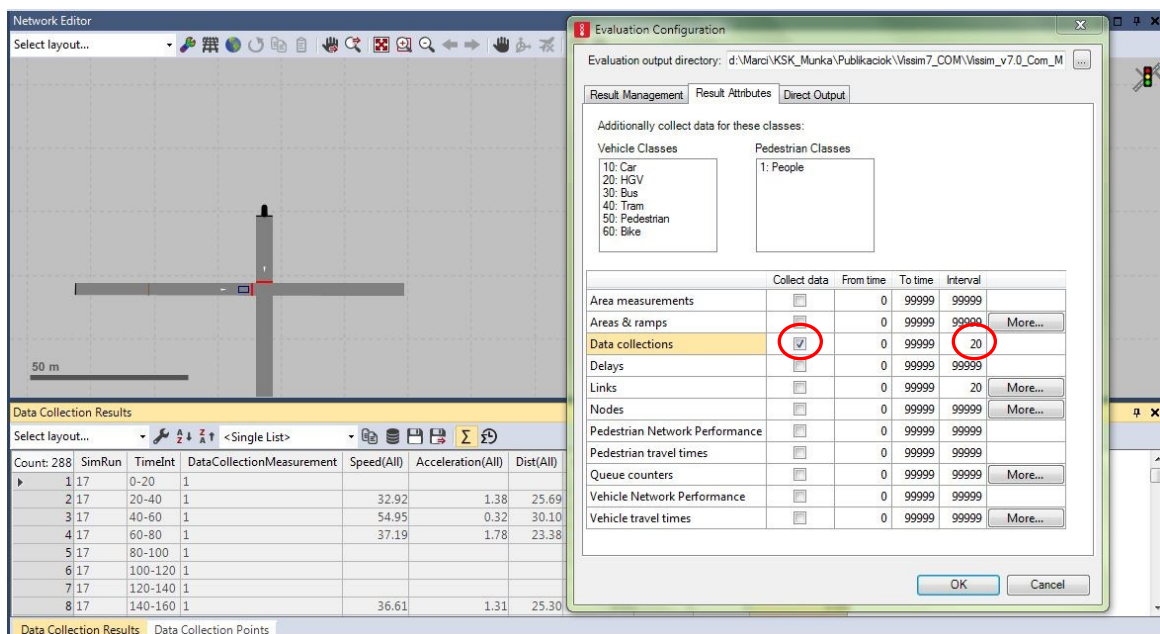 Network Editor
Select layout...
50 m
Data Collection Results
Select layout...
<Single List>
Count: 288 SimRun TimeInt DataCollectionMeasurement Speed(All) Acceleration(All) Dist(All)
1 17 0-20 1
2 17 20-40 1 32.92 1.38 25.69
3 17 40-60 1 54.95 0.32 30.10
4 17 60-80 1 37.19 1.78 23.38
5 17 80-100 1
6 17 100-120 1
7 17 120-140 1
8 17 140-160 1 36.61 1.31 25.30
Data Collection Results Data Collection Points
Evaluation Configuration
Evaluation output directory: d:\Marci\KSK_Munka\Publikaciok\Vissim7_COM\Vissim_v7.0_Com_M ...
Result Management Result Attributes Direct Output
Additionally collect data for these classes:
Vehicle Classes Pedestrian Classes
10: Car 1: People
20: HGV
30: Bus
40: Tram
50: Pedestrian
60: Bike
Collect data From time To time Interval
Area measurements 0 99999 99999
Areas & ramps 0 99999 99999 More...
Data collections 0 99999 20
Delays 0 99999 99999
Links 0 99999 20 More...
Nodes 0 99999 99999 More...
Pedestrian Network Performance 0 99999 99999
Pedestrian travel times 0 99999 99999
Queue counters 0 99999 99999 More...
Vehicle Network Performance 0 99999 99999
Vehicle travel times 0 99999 99999 More...
OK Cancel